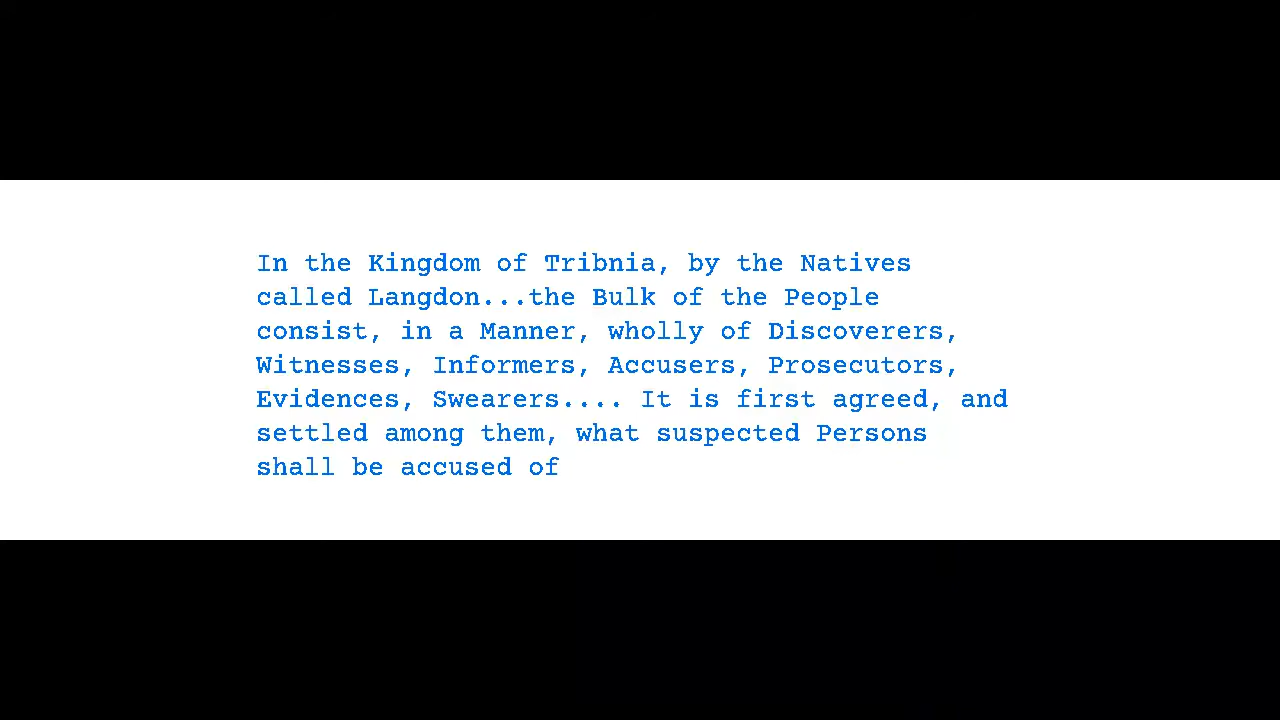 In the Kingdom of Tribnia, by the Natives
called Langdon...the Bulk of the People
consist, in a Manner, wholly of Discoverers,
Witnesses, Informers, Accusers, Prosecutors,
Evidences, Swearers.... It is first agreed, and
settled among them, what suspected Persons
shall be accused of